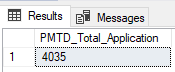 Results Messages
PMTD_Total_Application
1 4035